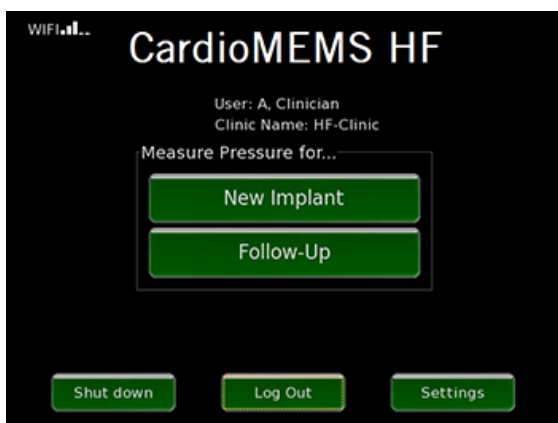 WIFI
CardioMEMS HF
User: A, Clinician
Clinic Name: HF-Clinic
Measure Pressure for...
New Implant
Follow-Up
Shut down Log Out Settings